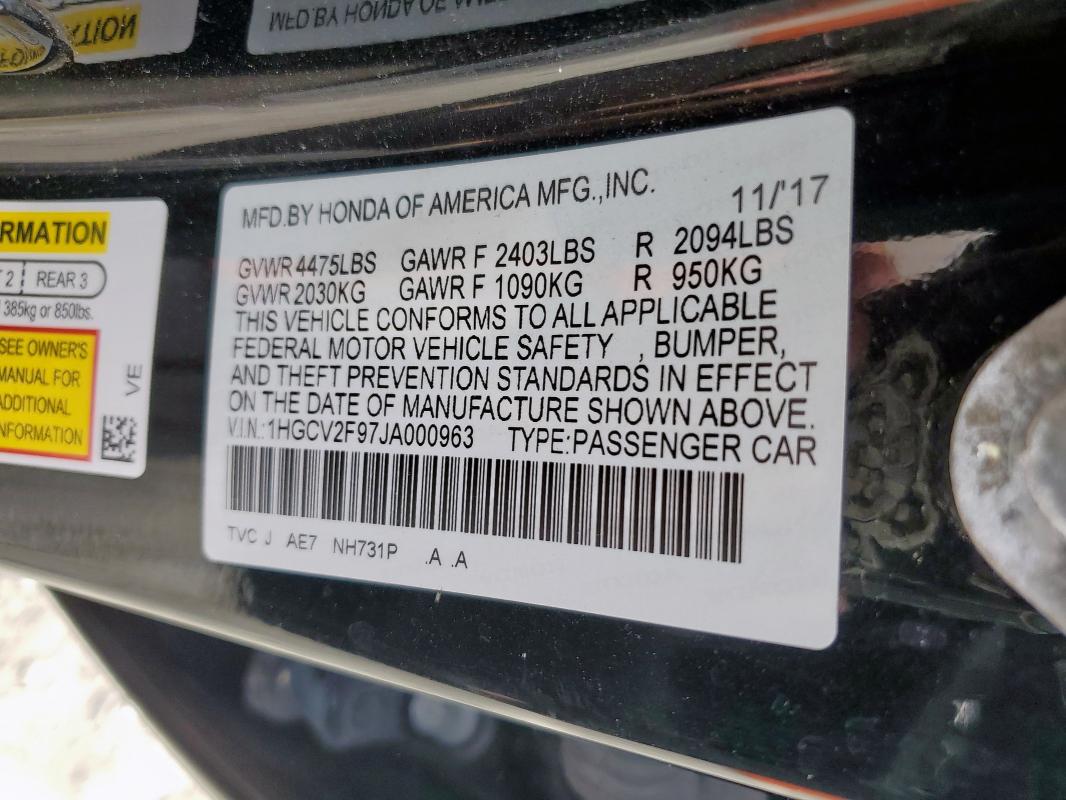 MFD.BY HONDA OF
RMATION
2 REAR 3
385kg or 850lbs.
SEE OWNER'S
MANUAL FOR
ADDITIONAL
INFORMATION
VE
MFD.BY HONDA OF AMERICA MFG.,INC. 11/'17
GVWR 4475LBS GAWR F 2403LBS R 2094LBS
GVWR 2030KG GAWR F 1090KG R 950KG
THIS VEHICLE CONFORMS TO ALL APPLICABLE
FEDERAL MOTOR VEHICLE SAFETY , BUMPER,
AND THEFT PREVENTION STANDARDS IN EFFECT
ON THE DATE OF MANUFACTURE SHOWN ABOVE.
V.I.N.:1HGCV2F97JA000963 TYPE:PASSENGER CAR
TVC J AE7 NH731P .A .A